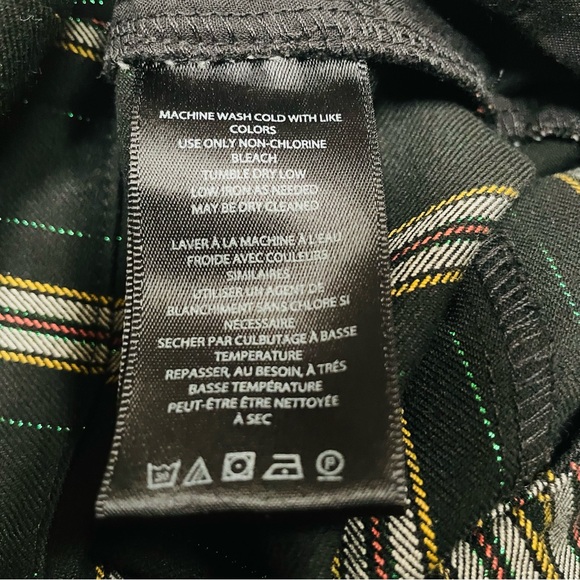 MACHINE WASH COLD WITH LIKE
COLORS
USE ONLY NON-CHLORINE
BLEACH
TUMBLE DRY LOW
LOW IRON AS NEEDED
MAY BE DRY CLEANED
LAVER À LA MACHINE À L'EAU
FROIDE AVEC COULEURS
SIMILAIRES
UTILISER UN AGENT DE
BLANCHIMENT SANS CHLORE SI
NÉCESSAIRE
SÉCHER PAR CULBUTAGE À BASSE
TEMPERATURE
REPASSER, AU BESOIN, À TRÉS
BASSE TEMPÉRATURE
PEUT-ÊTRE ÊTRE NETTOYÉE
À SEC